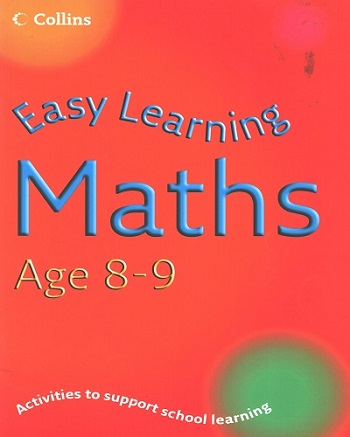 Collins
Easy Learning
Maths
Age 8-9
Activities to support school learning